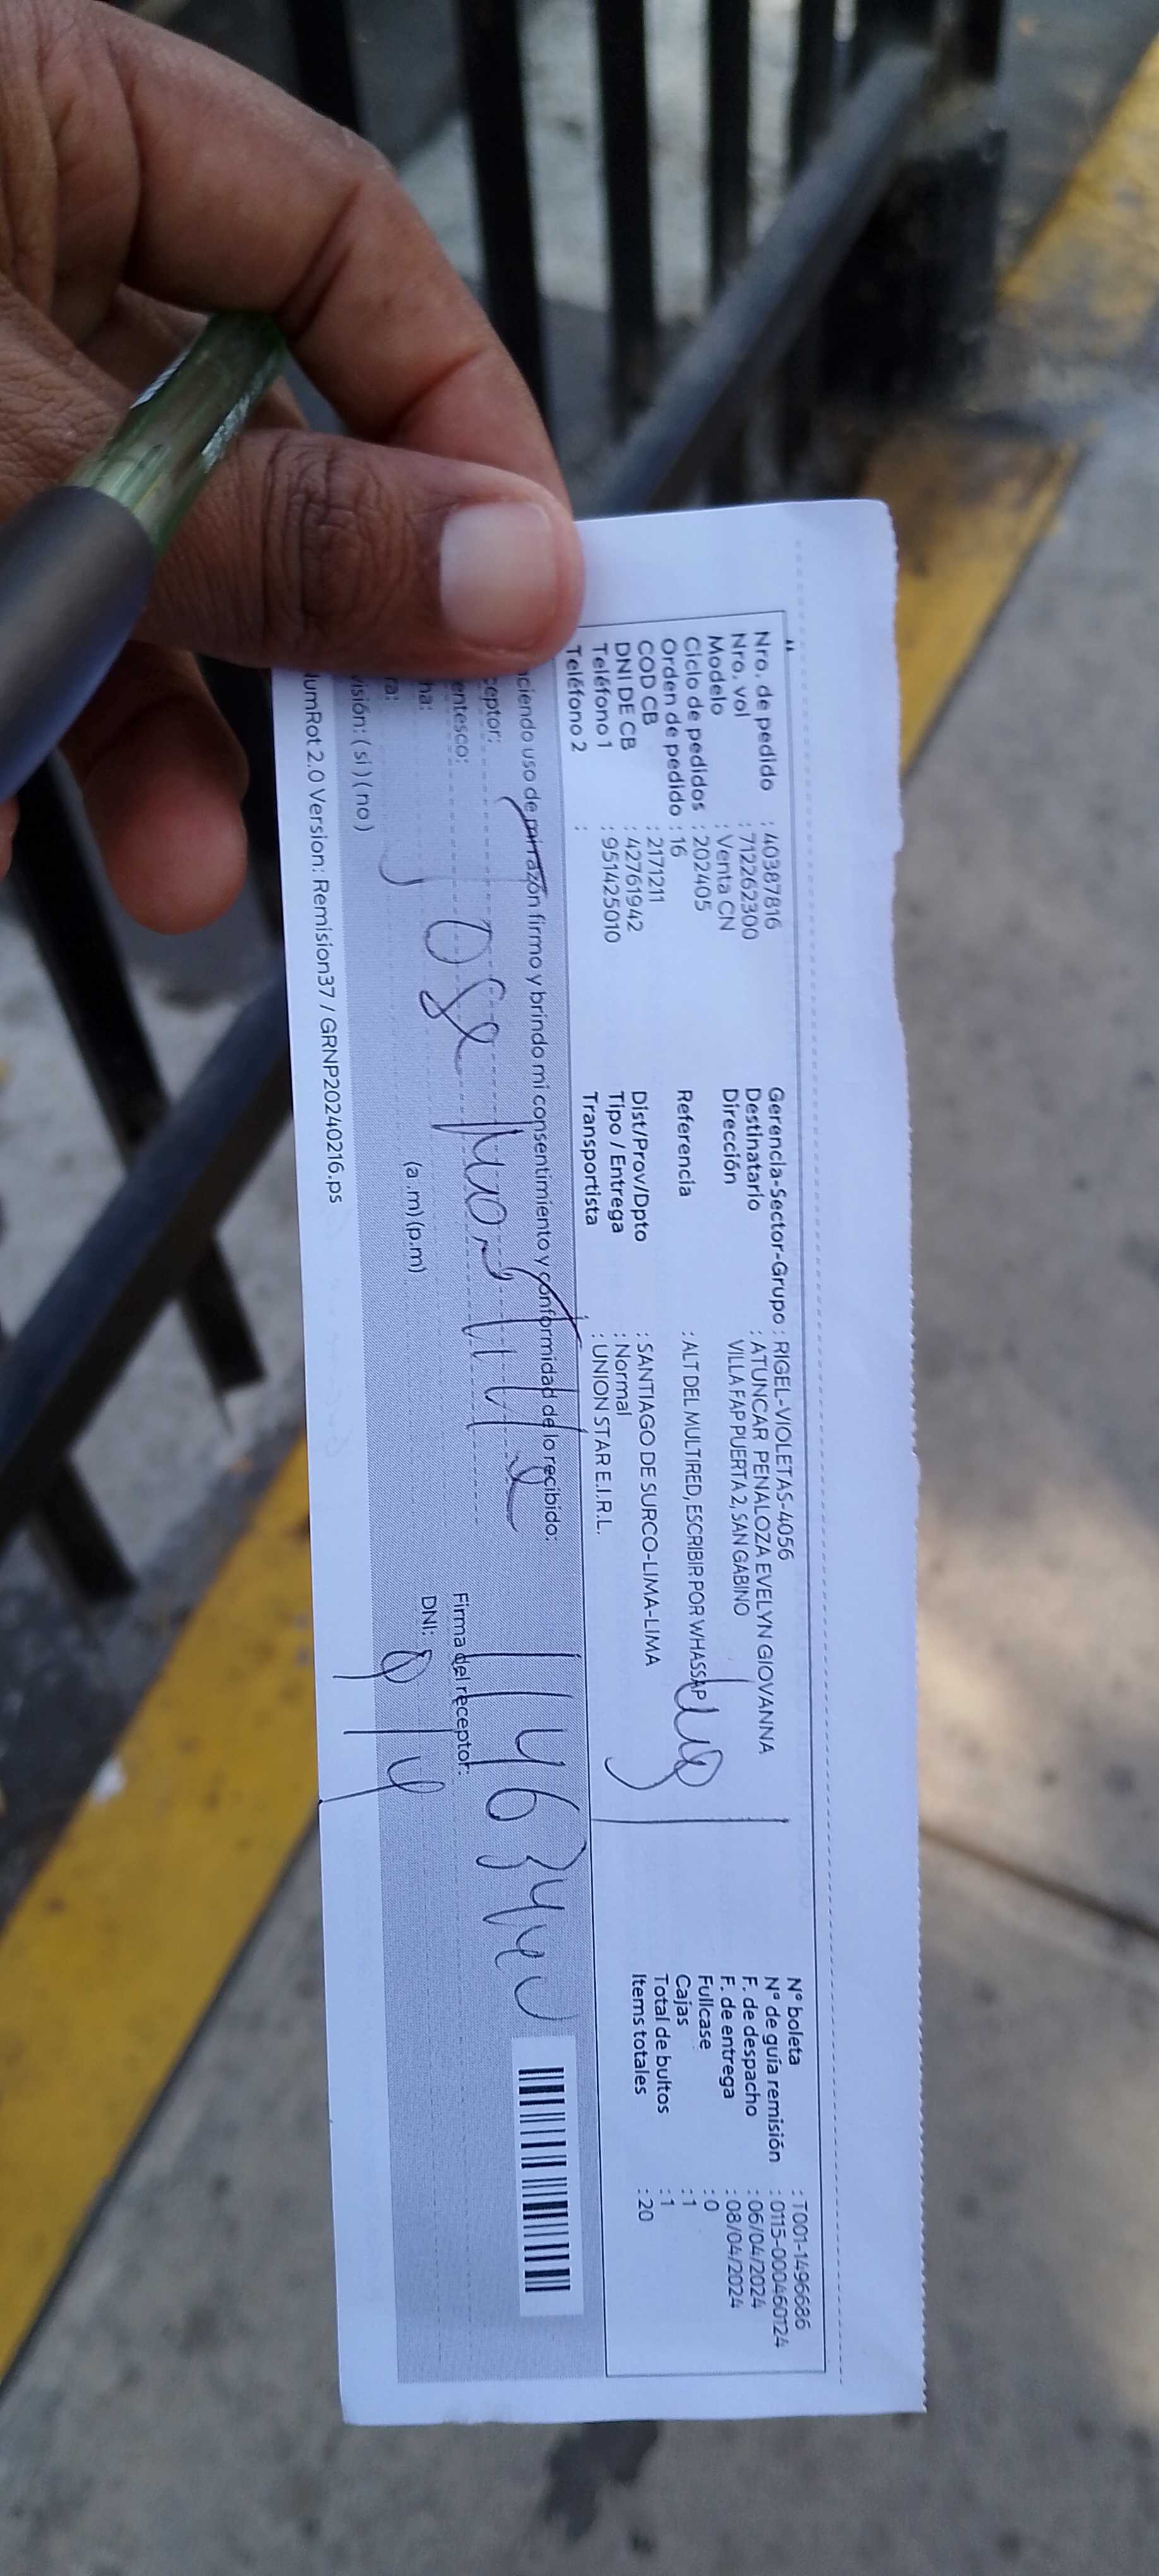 Nro. de pedido : 40387816
Nro. vol : 712262300
Modelo : Venta CN
Ciclo de pedidos : 202405
Orden de pedido : 16
COD CB : 2171211
DNI DE CB : 42761942
Teléfono 1 : 951425010
Teléfono 2 :
Gerencia-Sector-Grupo : RIGEL-VIOLETAS-4056
Destinatario : ATUNCAR PENALOZA EVELYN GIOVANNA
Dirección VILLA FAP PUERTA 2, SAN GABINO
Referencia : ALT DEL MULTIRED, ESCRIBIR POR WHASSAP
Dist/Prov/Dpto : SANTIAGO DE SURCO-LIMA-LIMA
Tipo / Entrega : Normal
Transportista : UNION STAR E.I.R.L.
N° boleta : T001-1496686
N° de guía remisión : 0115-000460124
F. de despacho : 06/04/2024
F. de entrega : 08/04/2024
Fullcase : 0
Cajas : 1
Total de bultos : 1
Items totales : 20
ciendo uso de mi razón firmo y brindo mi consentimiento y conformidad de lo recibido:
ceptor:
entesco:
ha:
ra: (a.m) (p.m)
visión: ( si ) ( no )
Firma del receptor:
DNI:
umRot 2.0 Version: Remision37 / GRNP20240216.ps